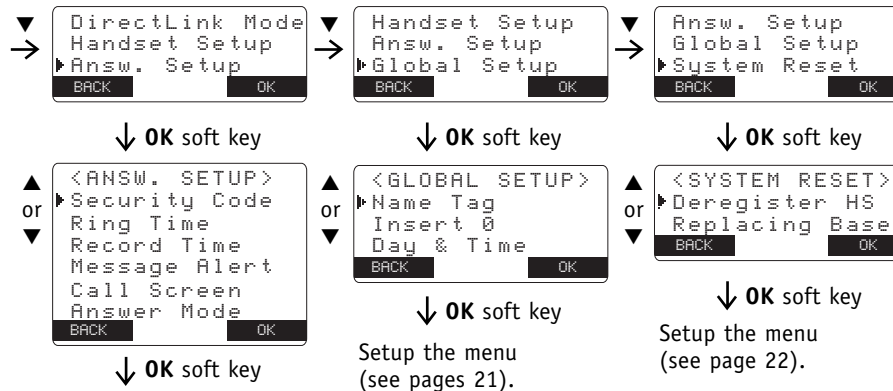 DirectLink Mode
Handset Setup
Answ. Setup
BACK OK
OK soft key
<ANSW. SETUP>
Security Code
Ring Time
Record Time
Message Alert
Call Screen
Answer Mode
BACK OK
OK soft key
or
Handset Setup
Answ. Setup
Global Setup
BACK OK
OK soft key
<GLOBAL SETUP>
Name Tag
Insert 0
Day & Time
BACK OK
OK soft key
Setup the menu
(see pages 21).
or
Answ. Setup
Global Setup
System Reset
BACK OK
OK soft key
<SYSTEM RESET>
Deregister HS
Replacing Base
BACK OK
OK soft key
Setup the menu
(see page 22).
or